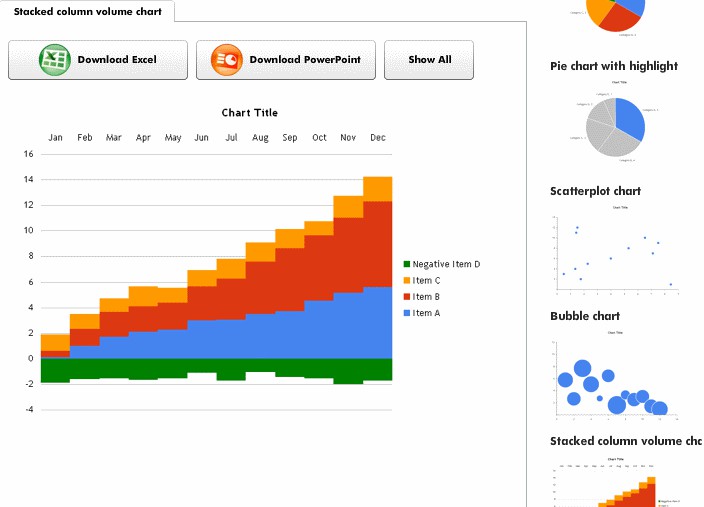 Stacked column volume chart
Download Excel
Download PowerPoint
Show All
Chart Title
Jan Feb Mar Apr May Jun Jul Aug Sep Oct Nov Dec
16
14
12
10
8
6
4
2
0
-2
-4
Negative Item D
Item C
Item B
Item A
Pie chart with highlight
Chart Title
Scatterplot chart
Chart Title
Bubble chart
Chart Title
Stacked column volume cha
Chart Title